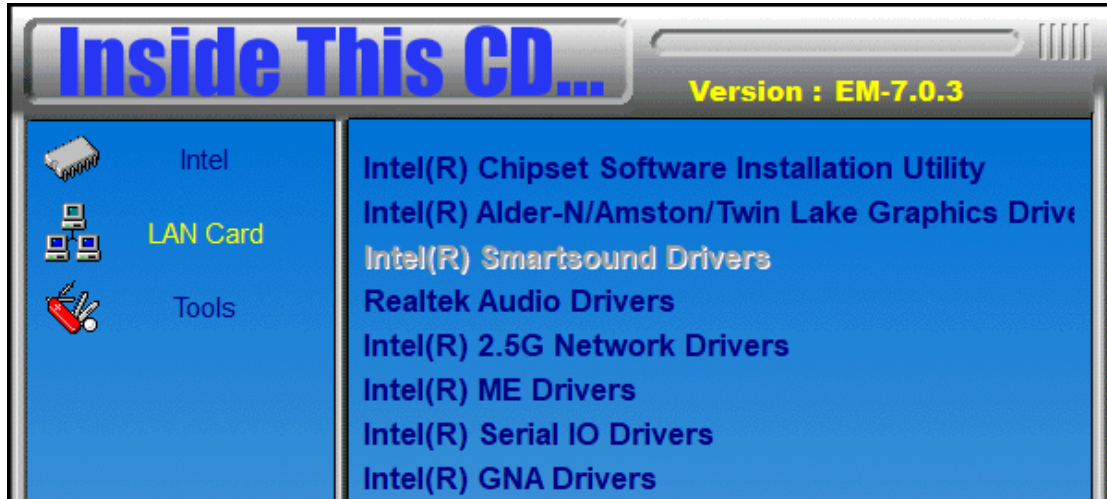 Inside This CD...
Version : EM-7.0.3
Intel
LAN Card
Tools
Intel(R) Chipset Software Installation Utility
Intel(R) Alder-N/Amston/Twin Lake Graphics Drive
Intel(R) Smartsound Drivers
Realtek Audio Drivers
Intel(R) 2.5G Network Drivers
Intel(R) ME Drivers
Intel(R) Serial IO Drivers
Intel(R) GNA Drivers